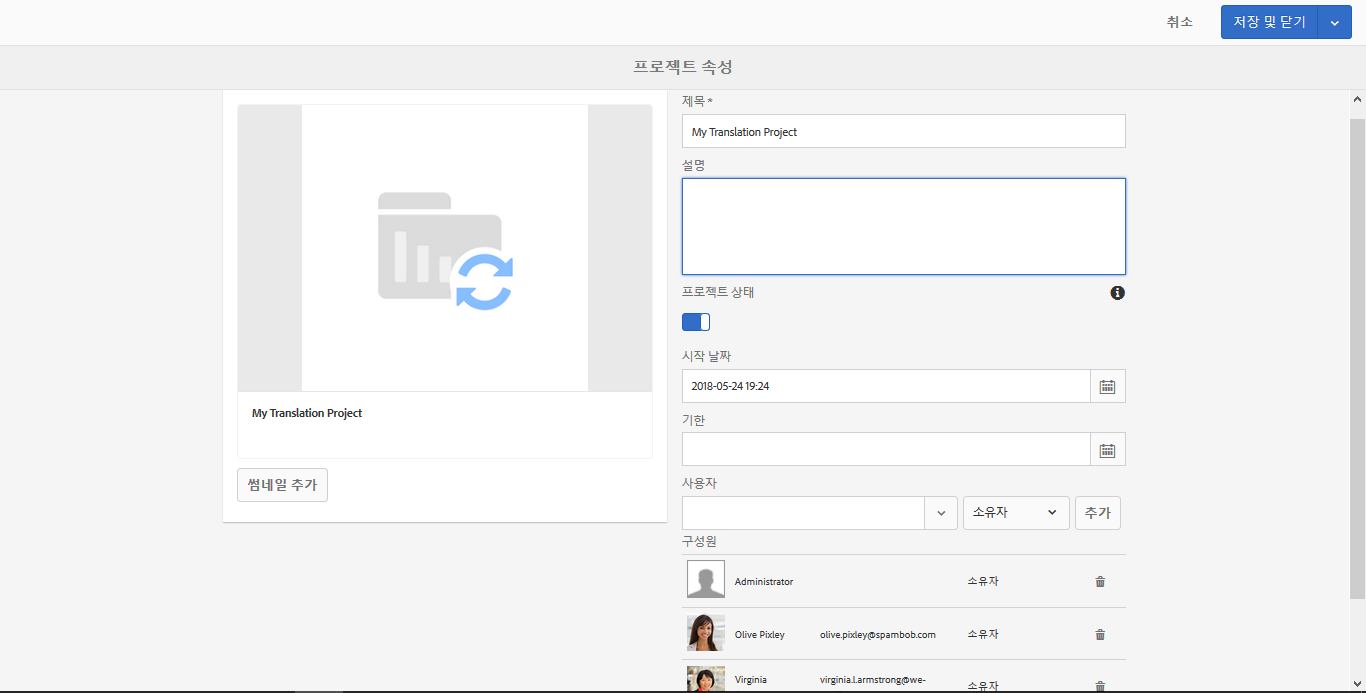 취소
저장 및 닫기
프로젝트 속성
My Translation Project
썸네일 추가
제목 *
My Translation Project
설명
프로젝트 상태
시작 날짜
2018-05-24 19:24
기한
사용자
소유자
추가
구성원
Administrator 소유자
Olive Pixley olive.pixley@spambob.com 소유자
Virginia virginia.l.armstrong@we-
소유자